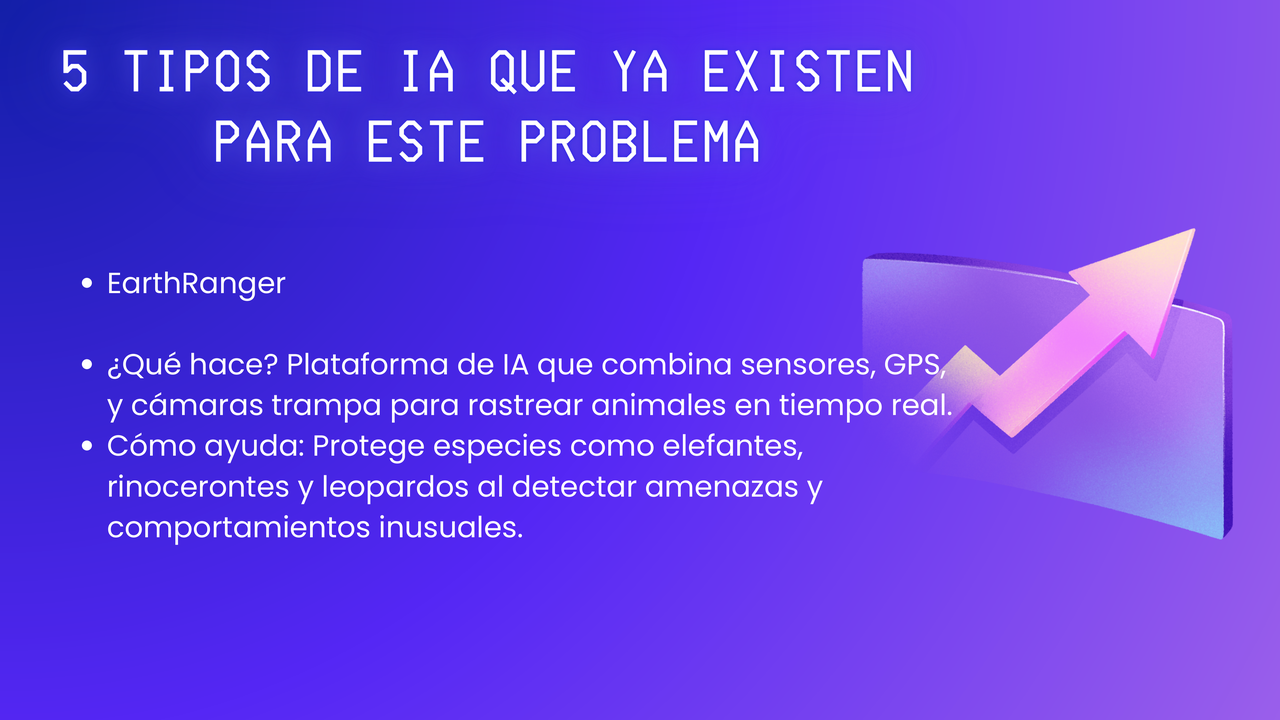 5 TIPOS DE IA QUE YA EXISTEN
PARA ESTE PROBLEMA
• EarthRanger
• ¿Qué hace? Plataforma de IA que combina sensores, GPS,
y cámaras trampa para rastrear animales en tiempo real.
• Cómo ayuda: Protege especies como elefantes,
rinocerontes y leopardos al detectar amenazas y
comportamientos inusuales.